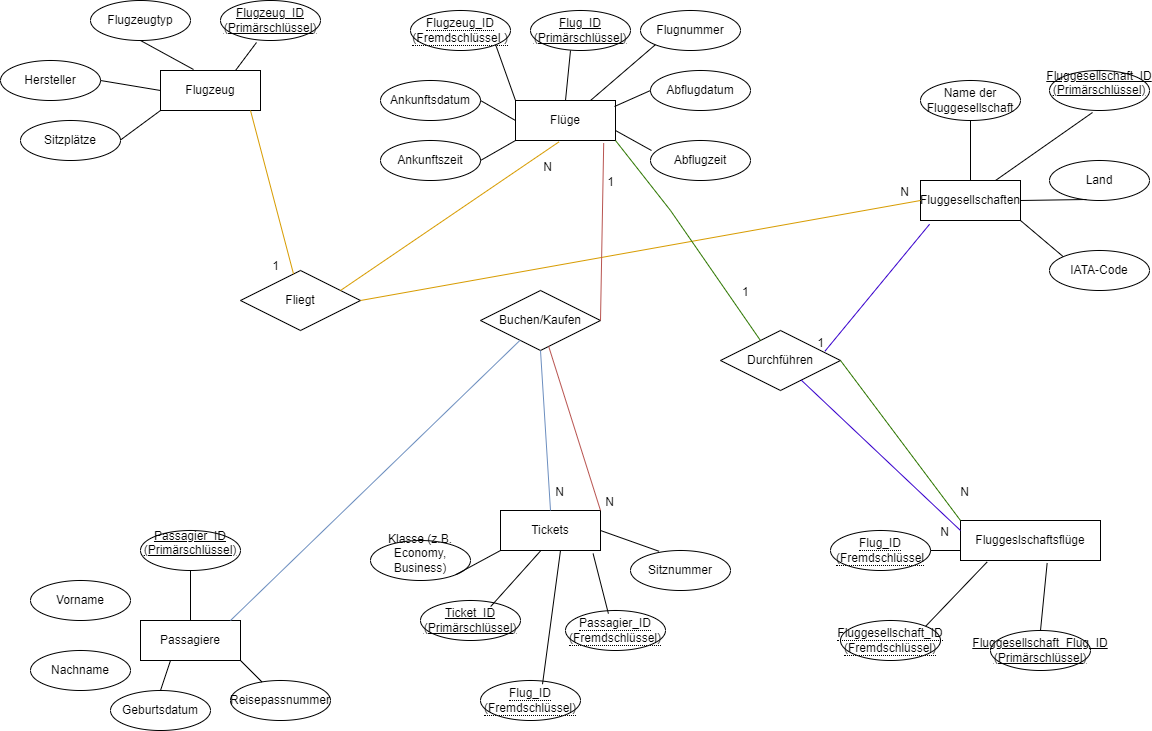 Flugzeugtyp
Flugzeug_ID
(Primärschlüssel)
Hersteller
Flugzeug
Sitzplätze
Flugzeug_ID
(Fremdschlüssel )
Flug_ID
(Primärschlüssel)
Flugnummer
Ankunftsdatum
Abflugdatum
Flüge
Ankunftszeit
Abflugzeit
Name der
Fluggesellschaft
Fluggesellschaft_ID
(Primärschlüssel)
Land
Fluggesellschaften
IATA-Code
N
1
N
1
Fliegt
Buchen/Kaufen
1
1
Durchführen
N
N
N
N
Tickets
Klasse (z.B.
Economy,
Business)
Sitznummer
Ticket_ID
(Primärschlüssel)
Passagier_ID
(Fremdschlüssel)
Flug_ID
(Fremdschlüssel)
Fluggeslschaftsflüge
Flug_ID
(Fremdschlüssel
Fluggesellschaft_ID
(Fremdschlüssel)
Fluggesellschaft_Flug_ID
(Primärschlüssel)
Passagier_ID
(Primärschlüssel)
Vorname
Passagiere
Nachname
Geburtsdatum
Reisepassnummer